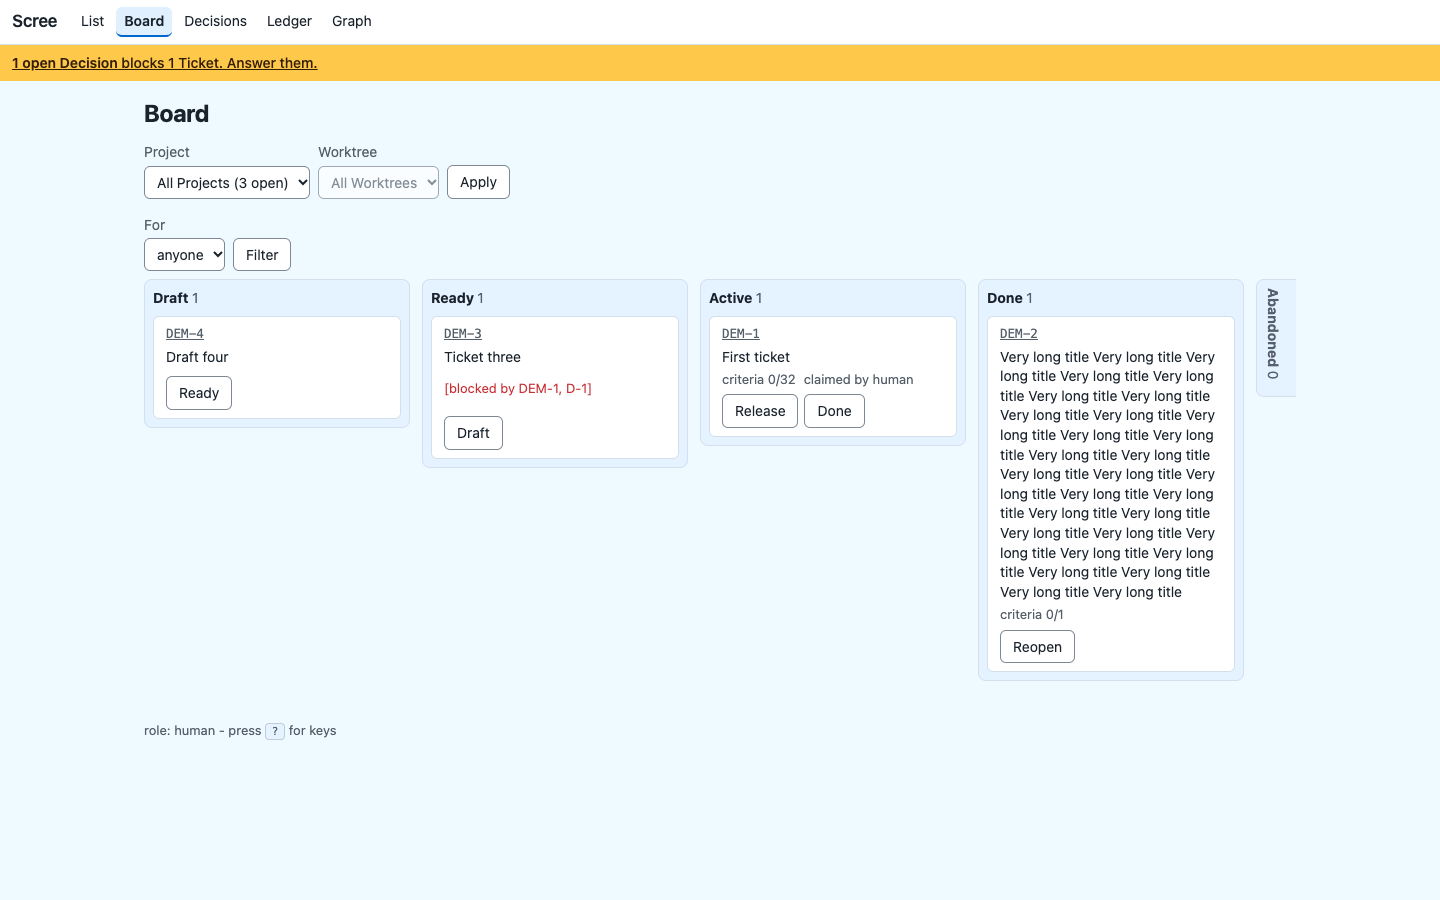 Scree List Board Decisions Ledger Graph
1 open Decision blocks 1 Ticket. Answer them.
Board
Project Worktree
All Projects (3 open) All Worktrees Apply
For
anyone Filter
Draft 1
DEM-4
Draft four
Ready
Ready 1
DEM-3
Ticket three
[blocked by DEM-1, D-1]
Draft
Active 1
DEM-1
First ticket
criteria 0/32 claimed by human
Release Done
Done 1
DEM-2
Very long title Very long title Very
long title Very long title Very long
title Very long title Very long title
Very long title Very long title Very
long title Very long title Very long
title Very long title Very long title
Very long title Very long title Very
long title Very long title Very long
title Very long title Very long title
Very long title Very long title Very
long title Very long title Very long
title Very long title Very long title
Very long title Very long title
criteria 0/1
Reopen
Abandoned 0
role: human - press ? for keys